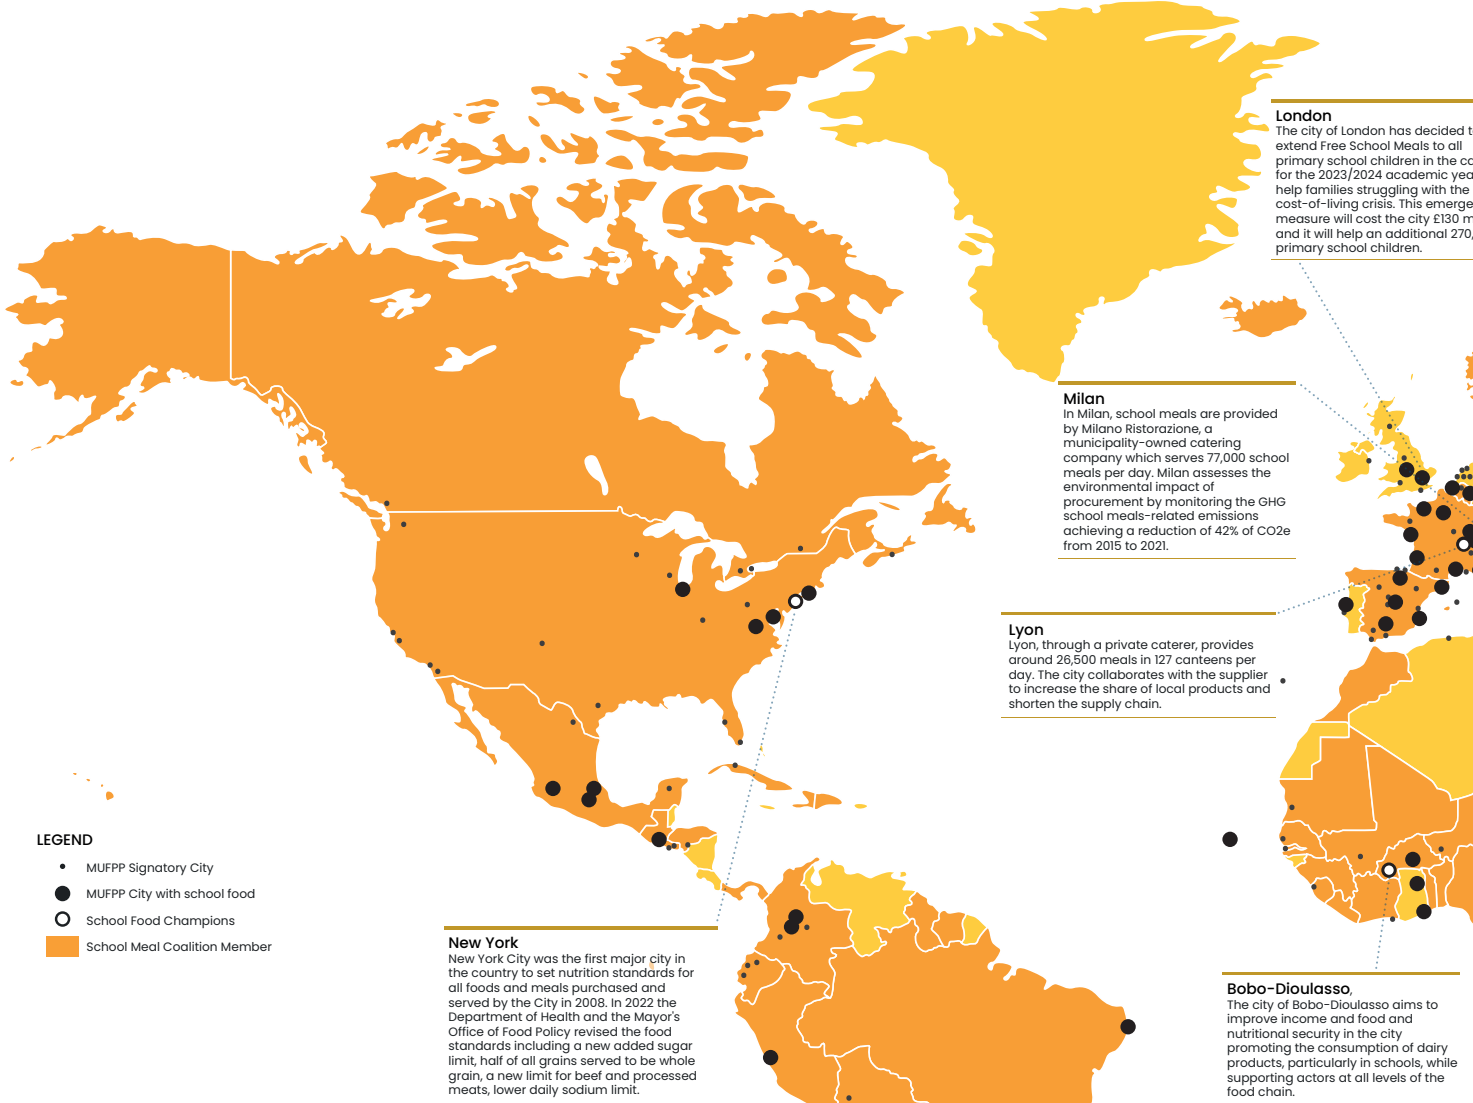 London
The city of London has decided
extend Free School Meals to all
primary school children in the
for the 2023/2024 academic
help families struggling with the
cost-of-living crisis. This
measure will cost the city £130
and it will help an additional
primary school children.
Milan
In Milan, school meals are provided
by Milano Ristorazione, a
municipality-owned catering
company which serves 77,000 school
meals per day. Milan assesses the
environmental impact of
procurement by monitoring the GHG
school meals-related emissions
achieving a reduction of 42% of CO2e
from 2015 to 2021.
Lyon
Lyon, through a private caterer, provides
around 26,500 meals in 127 canteens per
day. The city collaborates with the supplier
to increase the share of local products and
shorten the supply chain.
LEGEND
MUFPP Signatory City
MUFPP City with school food
School Food Champions
School Meal Coalition Member
New York
New York City was the first major city in
the country to set nutrition standards for
all foods and meals purchased and
served by the City in 2008. In 2022 the
Department of Health and the Mayor's
Office of Food Policy revised the food
standards including a new added sugar
limit, half of all grains served to be whole
grain, a new limit for beef and processed
meats, lower daily sodium limit.
Bobo-Dioulasso,
The city of Bobo-Dioulasso aims to
improve income and food and
nutritional security in the city
promoting the consumption of dairy
products, particularly in schools, while
supporting actors at all levels of the
food chain.